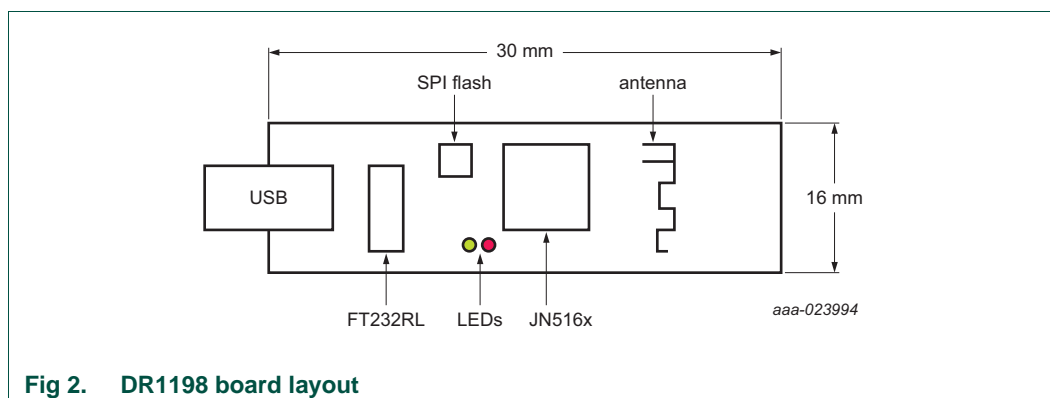 30 mm
SPI flash
antenna
USB
16 mm
FT232RL
LEDs
JN516x
aaa-023994
Fig 2. DR1198 board layout